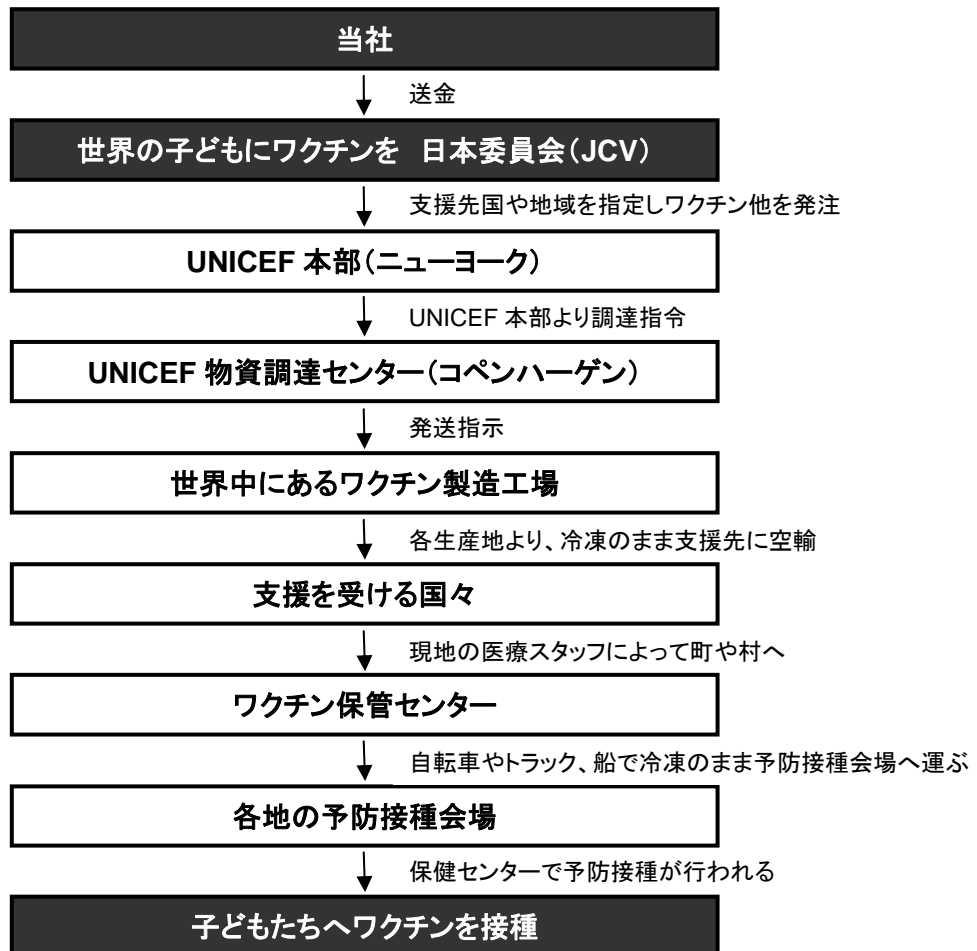 当社
送金
世界の子どもにワクチンを　日本委員会（JCV）
支援先国や地域を指定しワクチン他を発注
UNICEF 本部（ニューヨーク）
UNICEF 本部より調達指令
UNICEF 物資調達センター（コペンハーゲン）
発送指示
世界中にあるワクチン製造工場
各生産地より、冷凍のまま支援先に空輸
支援を受ける国々
現地の医療スタッフによって町や村へ
ワクチン保管センター
自転車やトラック、船で冷凍のまま予防接種会場へ運ぶ
各地の予防接種会場
保健センターで予防接種が行われる
子どもたちへワクチンを接種